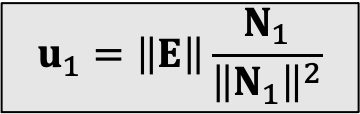 𝐮₁ = ‖𝐄‖ 𝐍₁ / ‖𝐍₁‖²